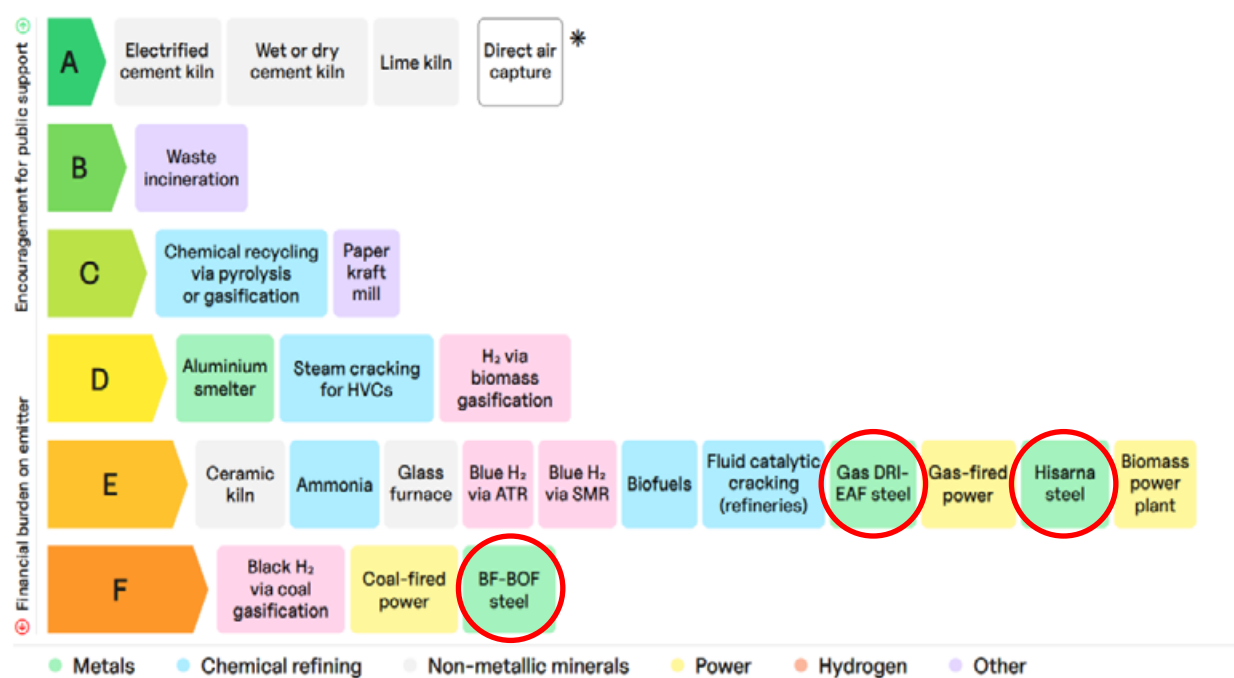 Encouragement for public support
Financial burden on emitter
A
Electrified
cement kiln
Wet or dry
cement kiln
Lime kiln
Direct air
capture
*
B
Waste
incineration
C
Chemical recycling
via pyrolysis
or gasification
Paper
kraft
mill
D
Aluminium
smelter
Steam cracking
for HVCs
H₂ via
biomass
gasification
E
Ceramic
kiln
Ammonia
Glass
furnace
Blue H₂
via ATR
Blue H₂
via SMR
Biofuels
Fluid catalytic
cracking
(refineries)
Gas DRI-
EAF steel
Gas-fired
power
Hisarna
steel
Biomass
power
plant
F
Black H₂
via coal
gasification
Coal-fired
power
BF-BOF
steel
Metals
Chemical refining
Non-metallic minerals
Power
Hydrogen
Other